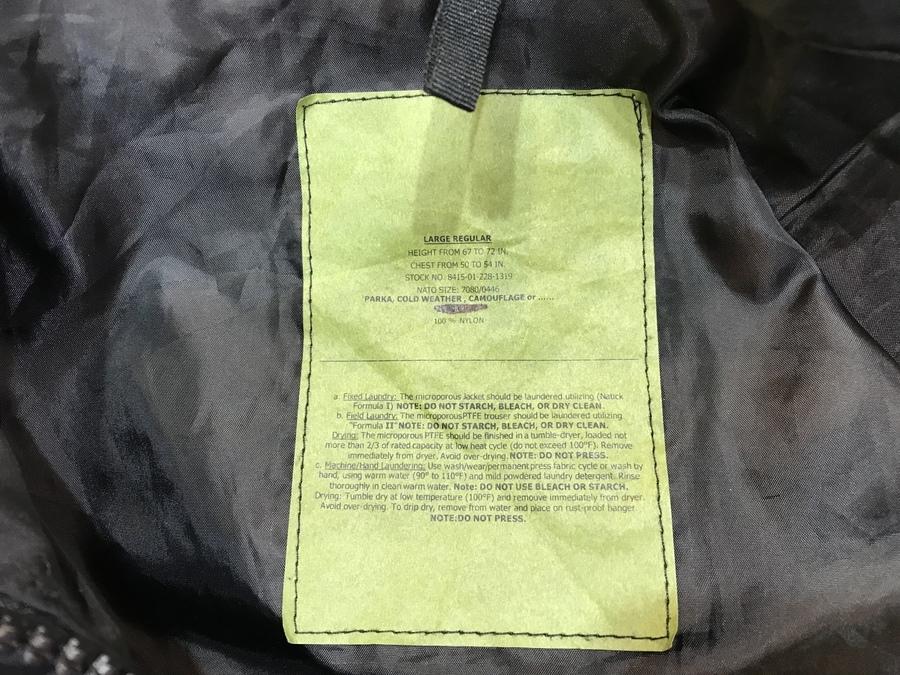 LARGE REGULAR
HEIGHT FROM 67 TO 72 IN.
CHEST FROM 50 TO 54 IN.
STOCK NO. 8415-01-228-1319
NATO SIZE: 7080/0446
PARKA, COLD WEATHER , CAMOUFLAGE or ......
100 % NYLON
a. Fixed Laundry: The microporous Jacket should be laundered utilizing (Natick
Formula I) NOTE: DO NOT STARCH, BLEACH, OR DRY CLEAN.
b. Field Laundry: The microporousPTFE trouser should be laundered utilizing
"Formula II"NOTE: DO NOT STARCH, BLEACH, OR DRY CLEAN.
Drying: The microporous PTFE should be finished in a tumble-dryer, loaded not
more than 2/3 of rated capacity at low heat cycle (do not exceed 100°F). Remove
immediately from dryer. Avoid over-drying. NOTE: DO NOT PRESS.
c. Machine/Hand Laundering: Use wash/wear/permanent press fabric cycle or wash by
hand, using warm water (90° to 110°F) and mild powdered laundry detergent. Rinse
thoroughly in clean warm water. Note: DO NOT USE BLEACH OR STARCH.
Drying: Tumble dry at low temperature (100°F) and remouve immediately from dryer.
Avoid over-drying. To drip dry, remove from water and place on rust-proof hanger.
NOTE:DO NOT PRESS.